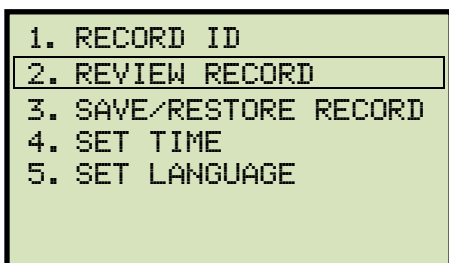 1. RECORD ID
2. REVIEW RECORD
3. SAVE/RESTORE RECORD
4. SET TIME
5. SET LANGUAGE